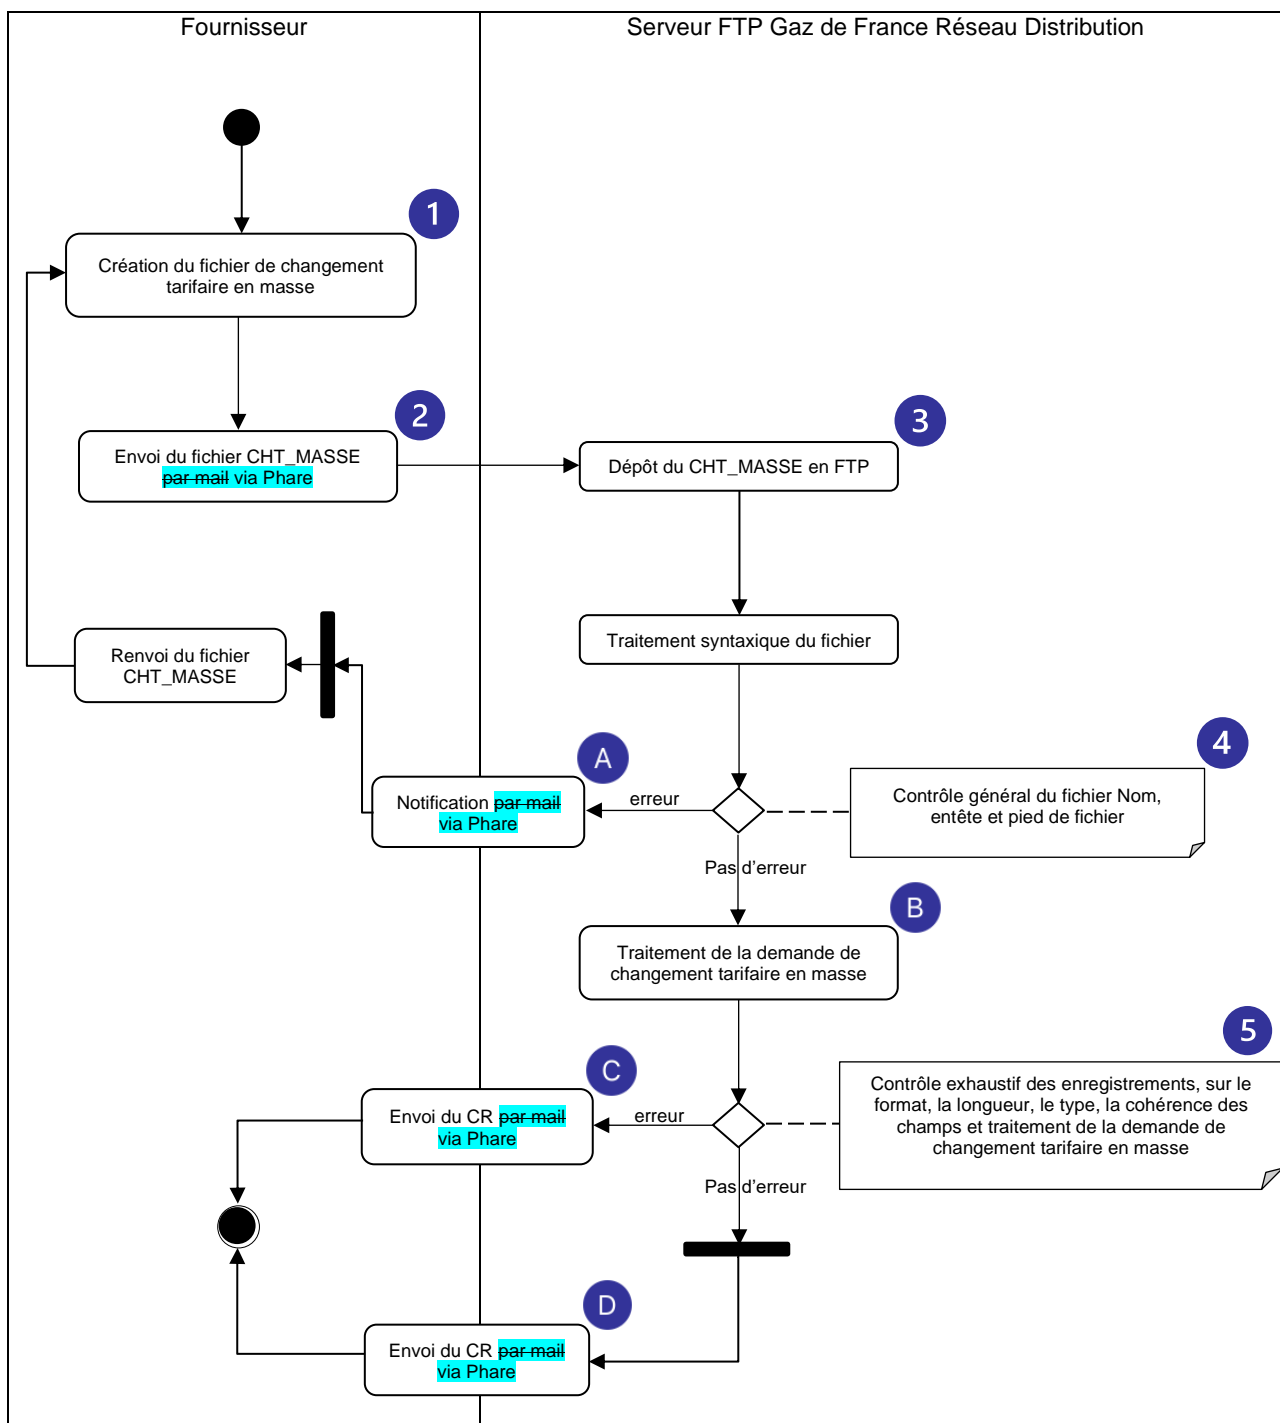 Fournisseur
Serveur FTP Gaz de France Réseau Distribution
1
Création du fichier de changement
tarifaire en masse
2
Envoi du fichier CHT_MASSE
par mail via Phare
3
Dépôt du CHT_MASSE en FTP
Traitement syntaxique du fichier
Renvoi du fichier
CHT_MASSE
A
Notification par mail
via Phare
erreur
4
Contrôle général du fichier Nom,
entête et pied de fichier
Pas d'erreur
B
Traitement de la demande de
changement tarifaire en masse
5
Contrôle exhaustif des enregistrements, sur le
format, la longueur, le type, la cohérence des
champs et traitement de la demande de
changement tarifaire en masse
C
Envoi du CR par mail
via Phare
erreur
Pas d'erreur
D
Envoi du CR par mail
via Phare